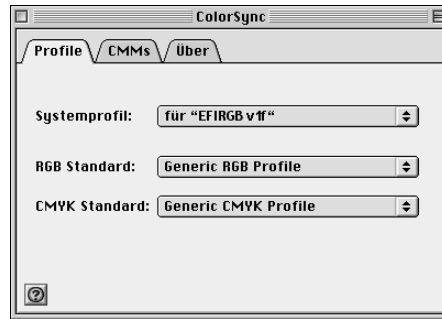 ColorSync
Profile CMMs Über
Systemprofil: für “EFIRGB v1f“
RGB Standard: Generic RGB Profile
CMYK Standard: Generic CMYK Profile
?